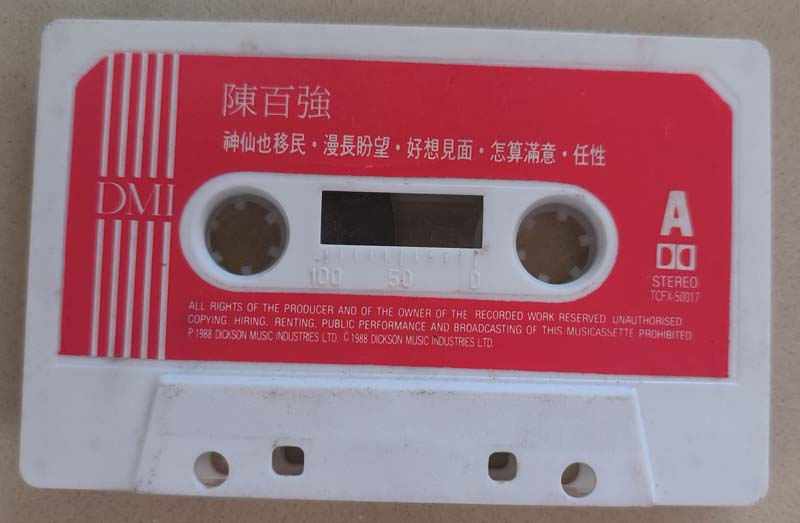 陳百強
神仙也移民・漫長盼望・好想見面・怎算滿意・任性
DMI
A
STEREO
TCFX-50017
100 50 0
ALL RIGHTS OF THE PRODUCER AND OF THE OWNER OF THE RECORDED WORK RESERVED UNAUTHORISED
COPYING, HIRING, RENTING, PUBLIC PERFORMANCE AND BROADCASTING OF THIS MUSICASSETTE PROHIBITED
P 1988 DICKSON MUSIC INDUSTRIES LTD. © 1988 DICKSON MUSIC INDUSTRIES LTD.